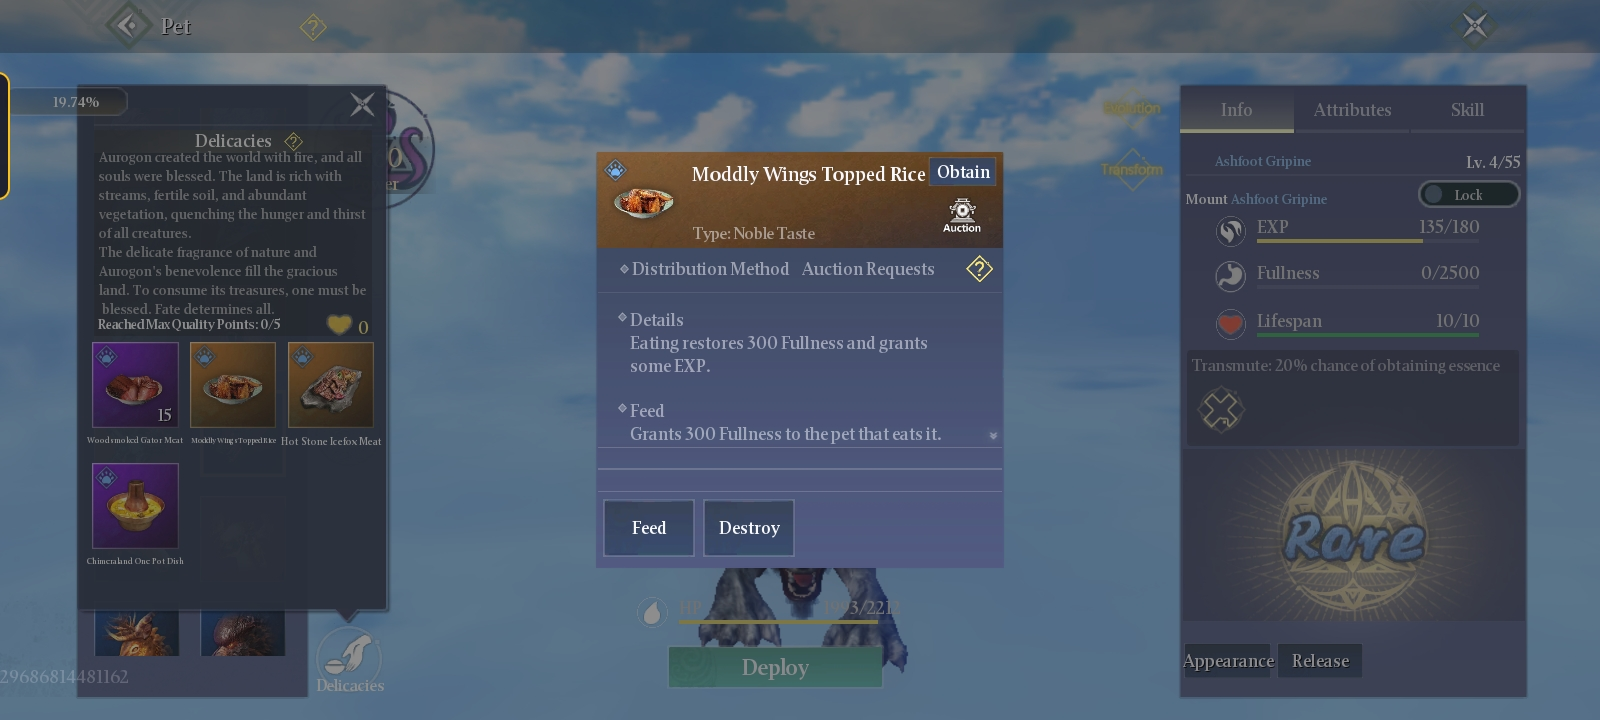 Pet
19.74%
Delicacies
Aurogon created the world with fire, and all
souls were blessed. The land is rich with
streams, fertile soil, and abundant
vegetation, quenching the hunger and thirst
of all creatures.
The delicate fragrance of nature and
Aurogon's benevolence fill the gracious
land. To consume its treasures, one must be
blessed. Fate determines all.
Reached Max Quality Points: 0/5
0
15
Woodsmoked Gator Meat
Moddly Wings Topped Rice
Hot Stone Icefox Meat
Chimeraland One Pot Dish
29686814481162
Delicacies
Moddly Wings Topped Rice
Obtain
Auction
Type: Noble Taste
Distribution Method Auction Requests
Details
Eating restores 300 Fullness and grants
some EXP.
Feed
Grants 300 Fullness to the pet that eats it.
Feed
Destroy
HP
Deploy
Evolution
Transform
Info
Attributes
Skill
Ashfoot Gripine
Lv. 4/55
Mount Ashfoot Gripine
Lock
EXP
135/180
Fullness
0/2500
Lifespan
10/10
Transmute: 20% chance of obtaining essence
Rare
Appearance
Release